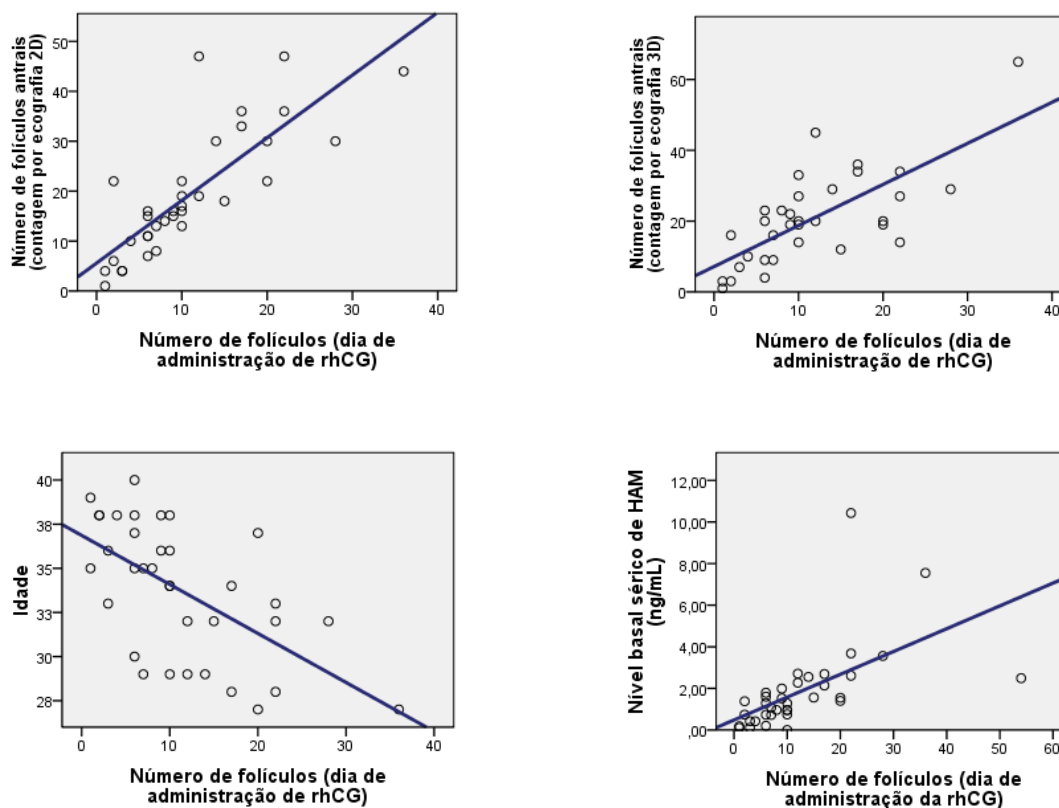 Número de folículos antrais
(contagem por ecografia 2D)
50
40
30
20
10
0
0 10 20 30 40
Número de folículos (dia de
administração de rhCG)
Número de folículos antrais
(contagem por ecografia 3D)
60
40
20
0
0 10 20 30 40
Número de folículos (dia de
administração de rhCG)
Idade
40
38
35
33
30
28
0 10 20 30 40
Número de folículos (dia de
administração de rhCG)
Nível basal sérico de HAM
(ng/mL)
12,00
10,00
8,00
6,00
4,00
2,00
,00
0 10 20 30 40 50 60
Número de folículos (dia de
administração da rhCG)